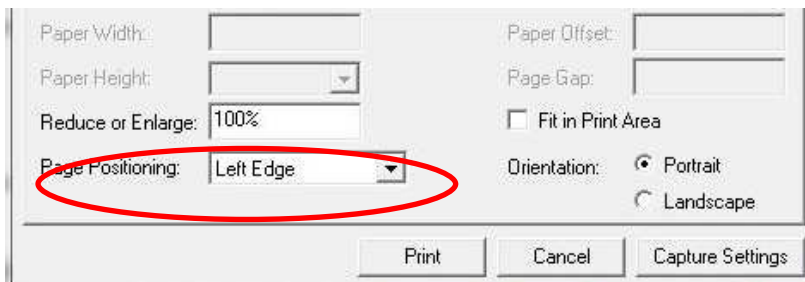 Paper Width: Paper Offset:
Paper Height: Page Gap:
Reduce or Enlarge: 100% Fit in Print Area
Page Positioning: Left Edge Orientation: Portrait
Landscape
Print Cancel Capture Settings